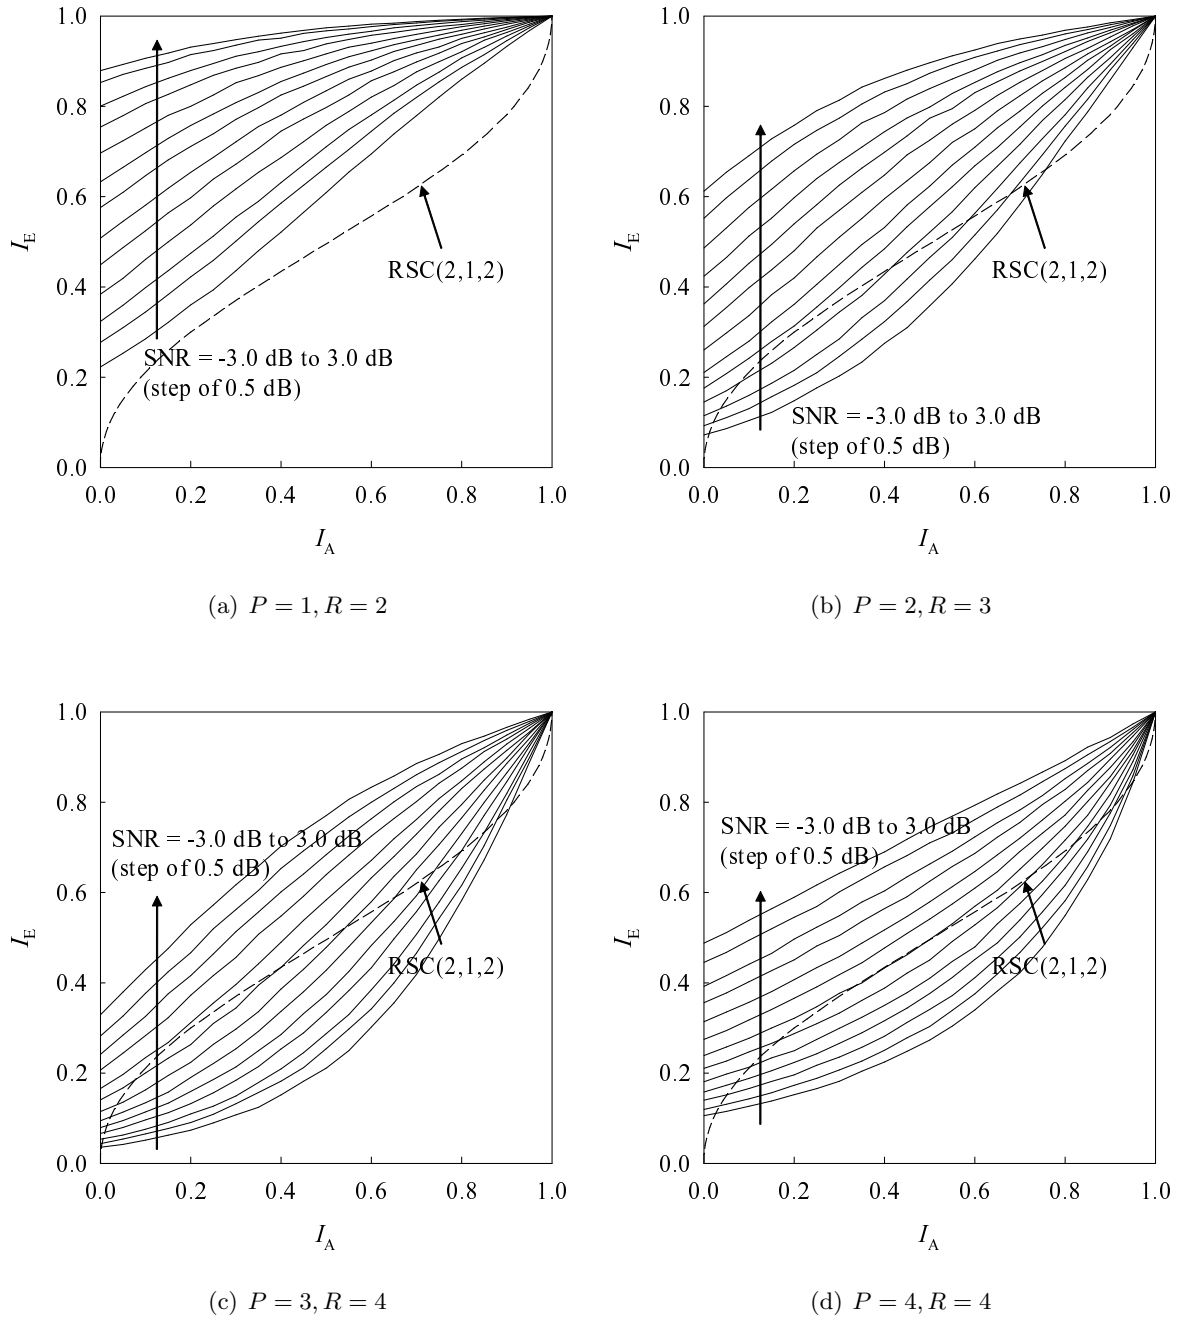 1.0
0.8
0.6
0.4
0.2
0.0
I_E
RSC(2,1,2)
SNR = -3.0 dB to 3.0 dB
(step of 0.5 dB)
0.0 0.2 0.4 0.6 0.8 1.0
I_A
(a) P = 1, R = 2
1.0
0.8
0.6
0.4
0.2
0.0
I_E
RSC(2,1,2)
SNR = -3.0 dB to 3.0 dB
(step of 0.5 dB)
0.0 0.2 0.4 0.6 0.8 1.0
I_A
(b) P = 2, R = 3
1.0
0.8
0.6
0.4
0.2
0.0
I_E
SNR = -3.0 dB to 3.0 dB
(step of 0.5 dB)
RSC(2,1,2)
0.0 0.2 0.4 0.6 0.8 1.0
I_A
(c) P = 3, R = 4
1.0
0.8
0.6
0.4
0.2
0.0
I_E
SNR = -3.0 dB to 3.0 dB
(step of 0.5 dB)
RSC(2,1,2)
0.0 0.2 0.4 0.6 0.8 1.0
I_A
(d) P = 4, R = 4